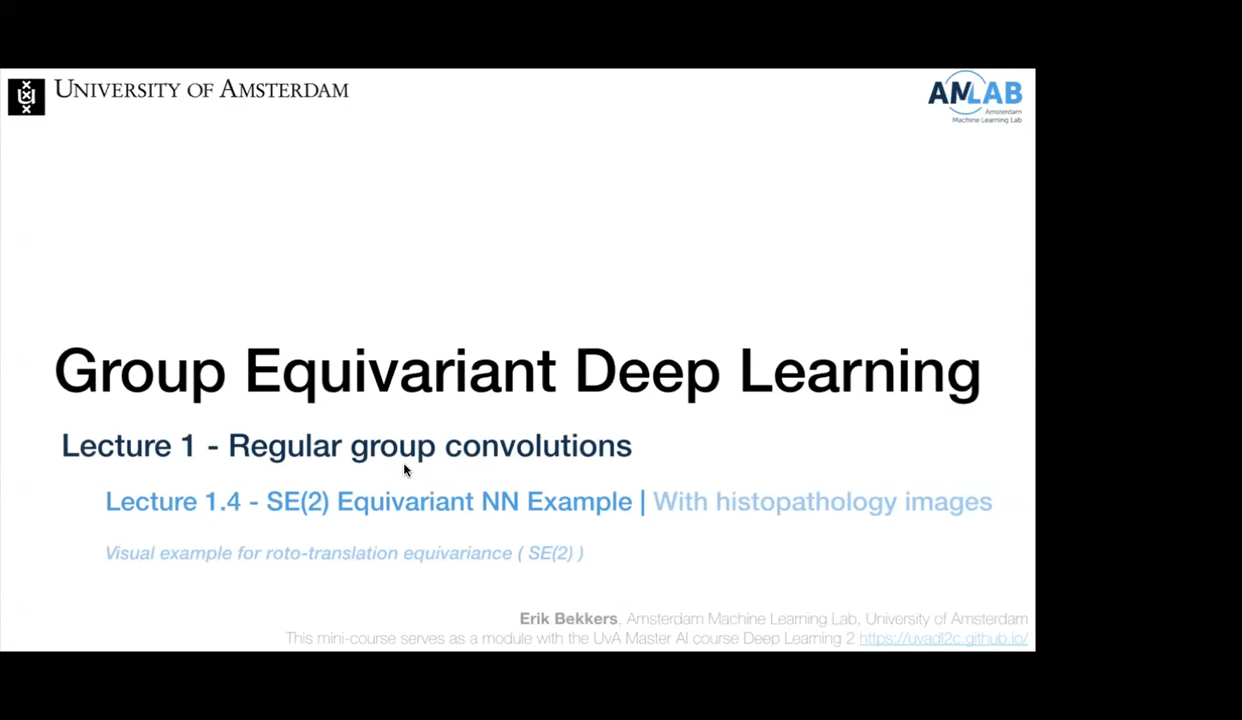 UNIVERSITY OF AMSTERDAM
AMLAB
Amsterdam
Machine Learning Lab
Group Equivariant Deep Learning
Lecture 1 - Regular group convolutions
Lecture 1.4 - SE(2) Equivariant NN Example | With histopathology images
Visual example for roto-translation equivariance ( SE(2) )
Erik Bekkers, Amsterdam Machine Learning Lab, University of Amsterdam
This mini-course serves as a module with the UvA Master AI course Deep Learning 2 https://uvadl2c.github.io/